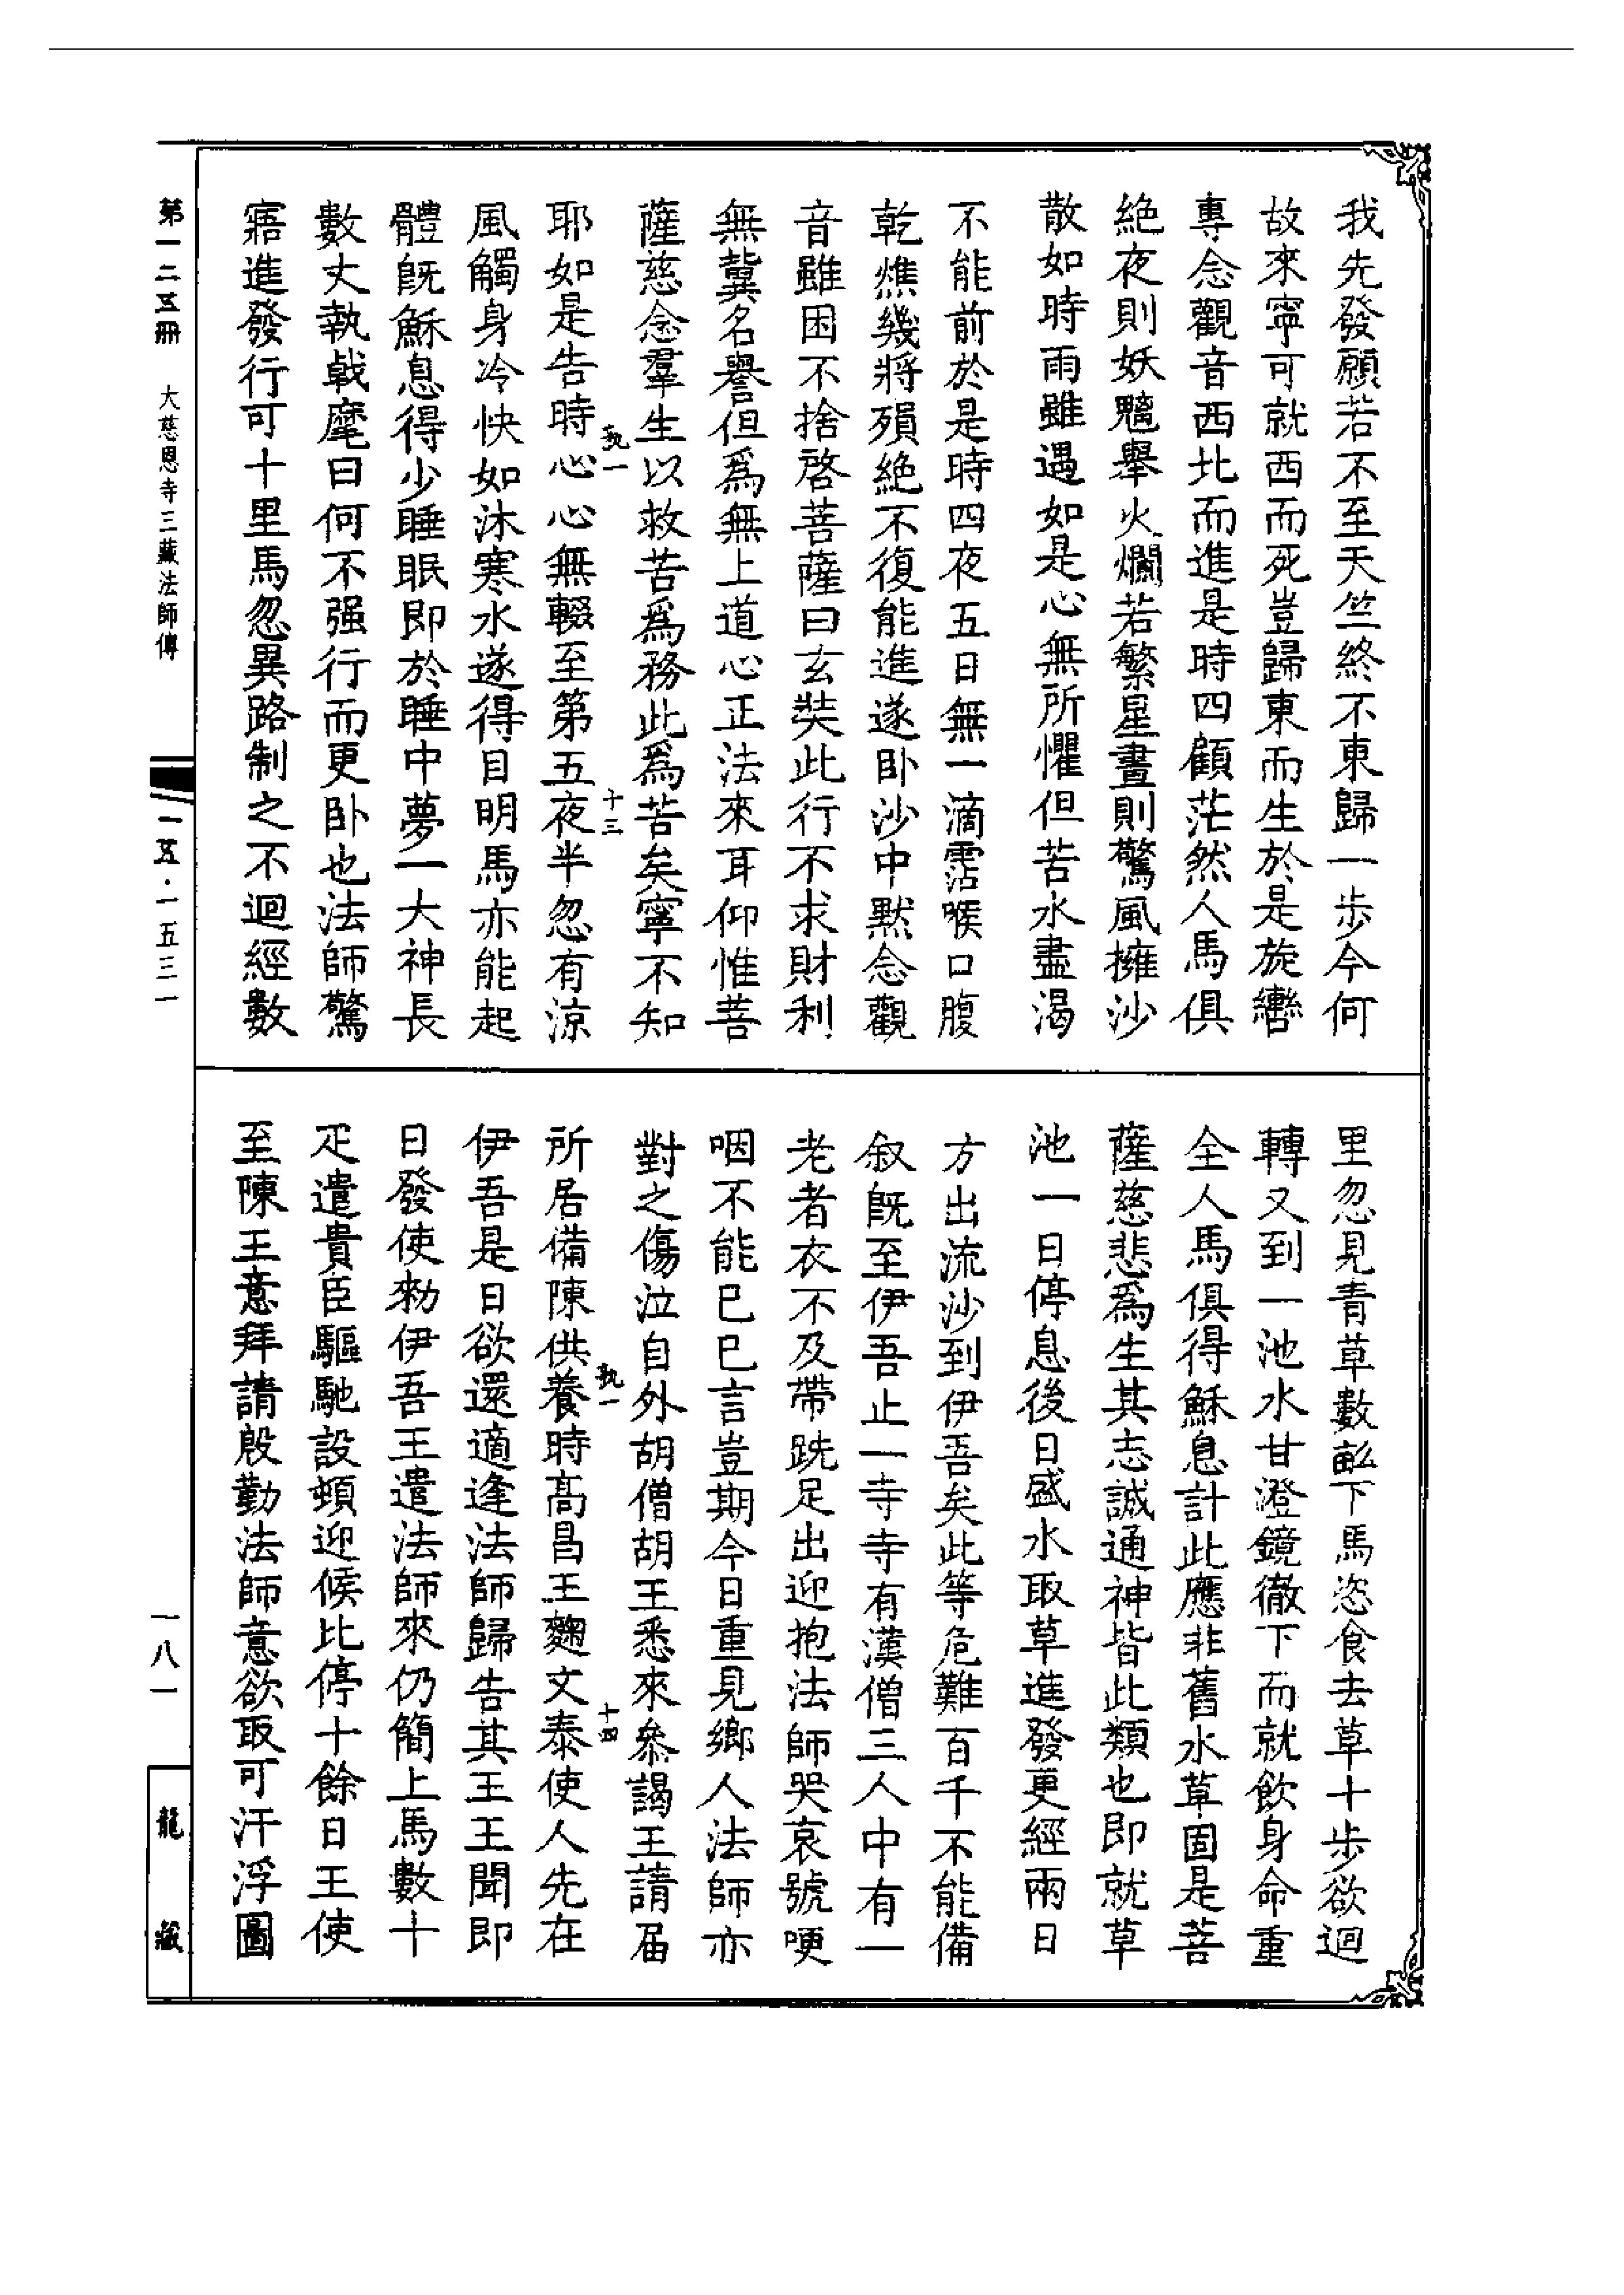 我先發願若不至天竺終不東歸一步今何
故來寧可就西而死豈歸東而生於是旋轡
專念觀音西北而進是時四顧茫然人馬俱
絕夜則妖魑舉火爛若繁星晝則驚風擁沙
散如時雨雖遇如是心無所懼但苦水盡渴
不能前於是時四夜五日無一滴霑喉口腹
乾燋幾將殞絕不復能進遂臥沙中默念觀
音雖困不捨啓菩薩曰玄奘此行不求財利
無冀名譽但爲無上道心正法來耳仰惟菩
薩慈念羣生以救苦爲務此爲苦矣寧不知
執一
十三
耶如是告時心心無輟至第五夜半忽有涼
風觸身冷快如沐寒水遂得目明馬亦能起
體旣穌息得少睡眠即於睡中夢一大神長
數丈執戟麾曰何不强行而更臥也法師驚
寤進發行可十里馬忽異路制之不迴經數
里忽見青草數畝下馬恣食去草十步欲迴
轉又到一池水甘澄鏡徹下而就飲身命重
全人馬俱得穌息計此應非舊水草固是菩
薩慈悲爲生其志誠通神皆此類也即就草
池一日停息後日盛水取草進發更經兩日
方出流沙到伊吾矣此等危難百千不能備
叙旣至伊吾止一寺寺有漢僧三人中有一
老者衣不及帶跣足出迎抱法師哭哀號哽
咽不能已已言豈期今日重見鄉人法師亦
對之傷泣自外胡僧胡王悉來叅謁王請届
執一
十四
所居備陳供養時高昌王麴文泰使人先在
伊吾是日欲還適逢法師歸告其王王聞即
日發使勑伊吾王遣法師來仍簡上馬數十
疋遣貴臣驅馳設頓迎候比停十餘日王使
至陳王意拜請殷勤法師意欲取可汗浮圖
第一二五冊 大慈恩寺三藏法師傳
一五·一五三一
一八一
龍藏